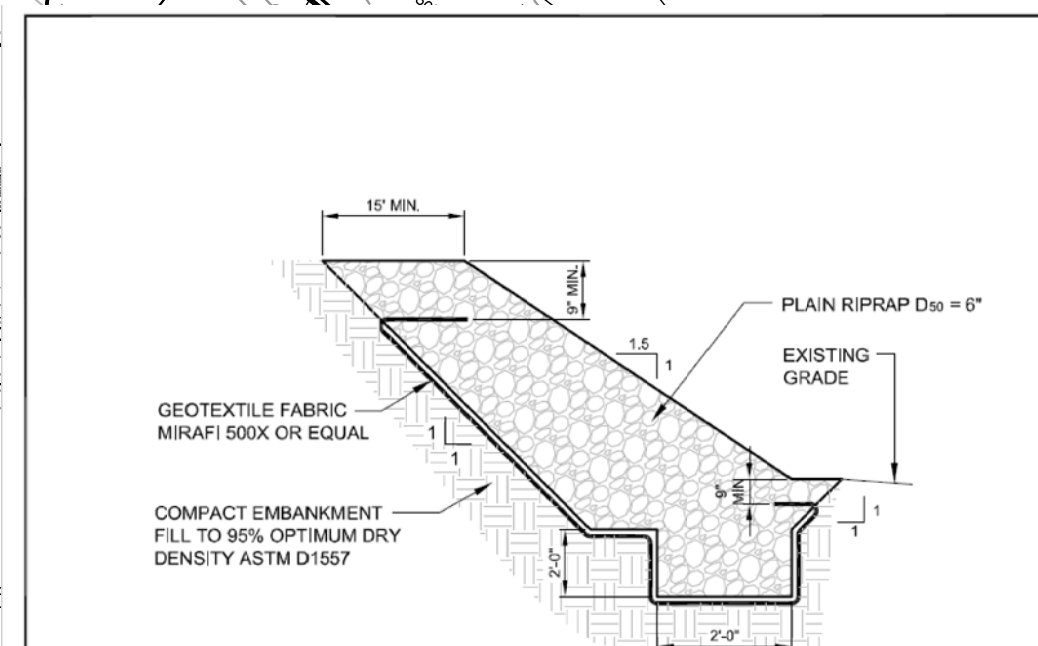 15' MIN.
9" MIN.
PLAIN RIPRAP D50 = 6"
1.5
1
EXISTING
GRADE
GEOTEXTILE FABRIC
MIRAFI 500X OR EQUAL
1
1
9"
MIN
1
1
COMPACT EMBANKMENT
FILL TO 95% OPTIMUM DRY
DENSITY ASTM D1557
2'-0"
2'-0"